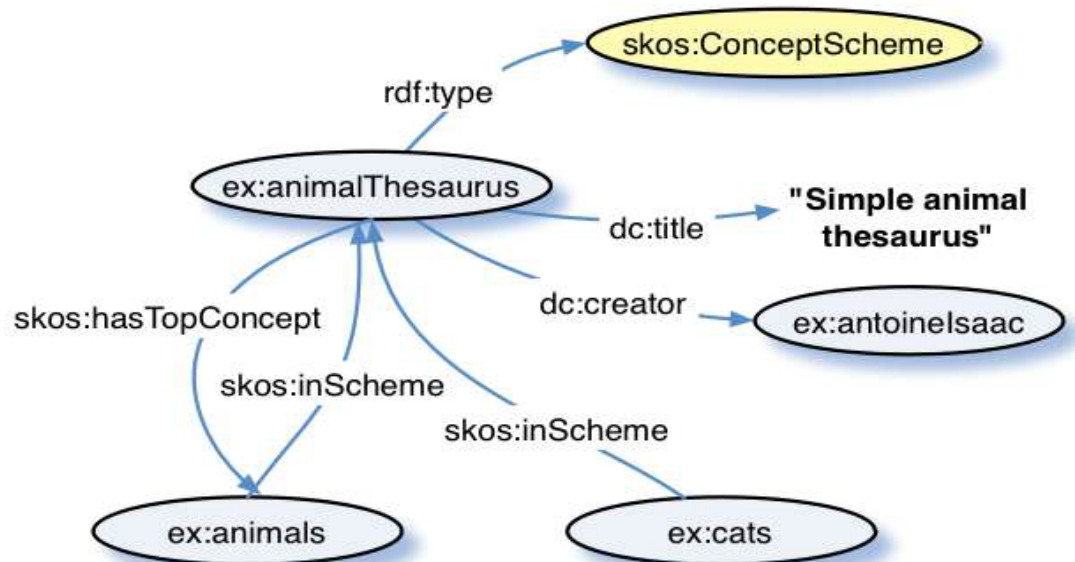 skos:ConceptScheme
rdf:type
ex:animalThesaurus
"Simple animal
thesaurus"
dc:title
dc:creator
ex:antoineIsaac
skos:hasTopConcept
skos:inScheme
skos:inScheme
ex:animals
ex:cats